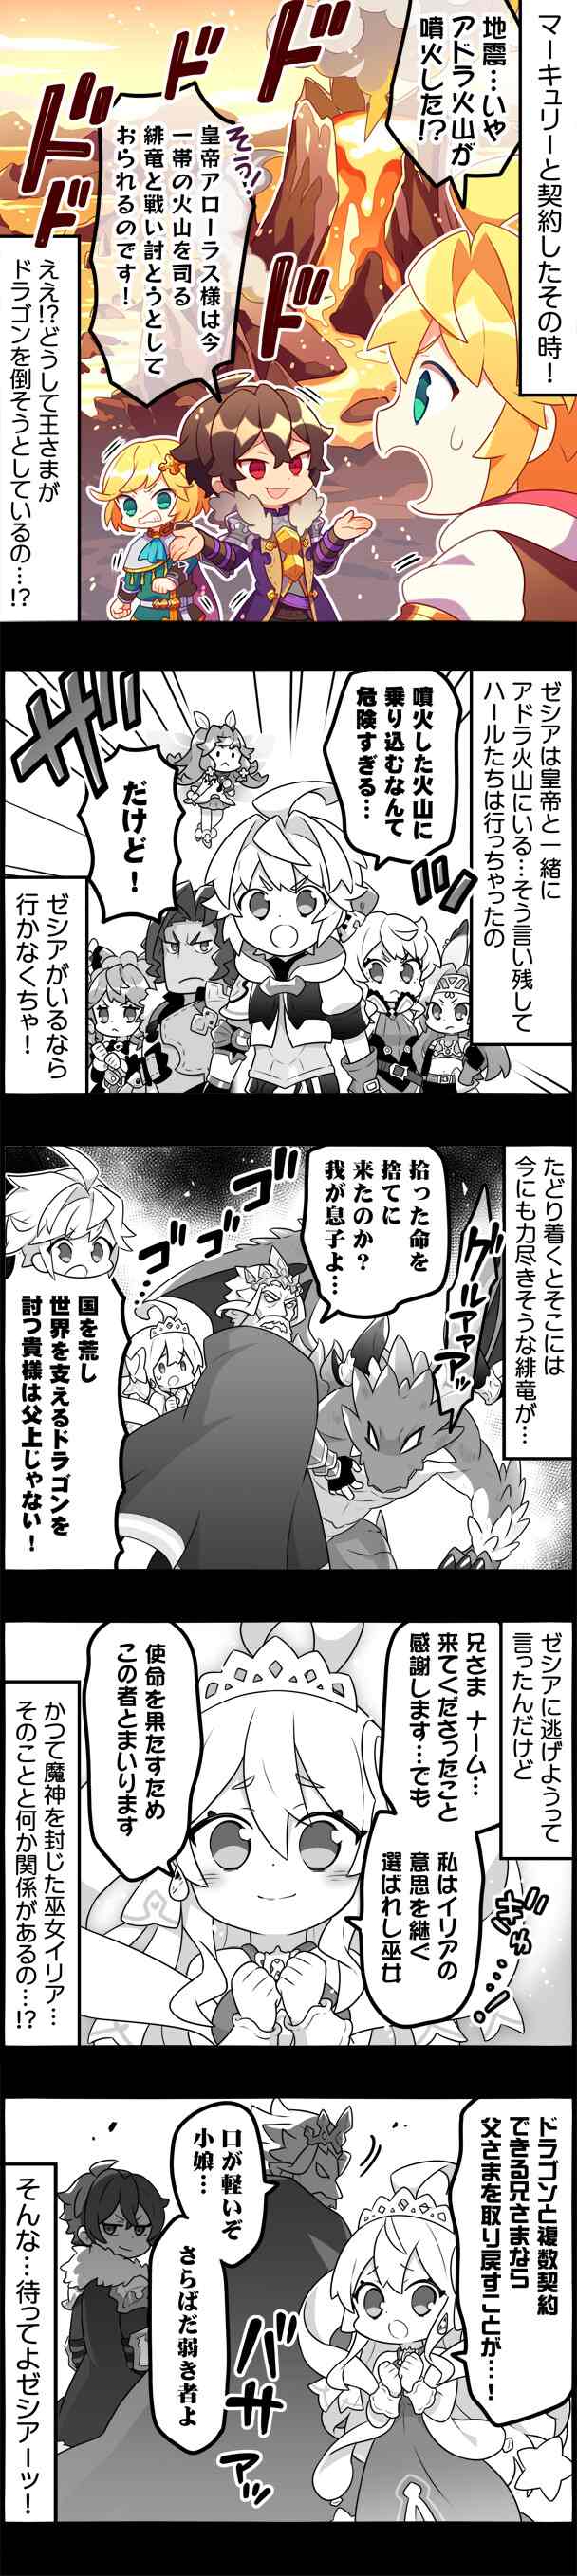 マーキュリーと契約したその時！
地震…いや
アドラ火山が
噴火した!?
ドドド
ドド
ド
そう!!
皇帝アローラス様は今
一帯の火山を司る
緋竜と戦い討とうとして
おられるのです！
ええ!?どうして王さまが
ドラゴンを倒そうとしているの…!?
ゼシアは皇帝と一緒に
アドラ火山にいる…そう言い残して
ハールたちは行っちゃったの
噴火した火山に
乗り込むなんて
危険すぎる…
だけど！
ゼシアがいるなら
行かなくちゃ！
たどり着くとそこには
今にも力尽きそうな緋竜が…
グルァァァッ
拾った命を
捨てに
来たのか？
我が息子よ…
ゴゴゴ
国を荒し
世界を支えるドラゴンを
討つ貴様は父上じゃない！
ゼシアに逃げようって
言ったんだけど
兄さま ナーム…
来てくださったこと
感謝します…でも
私はイリアの
意思を継ぐ
選ばれし巫女
ぎゅ…！
使命を果たすため
この者とまいります
かつて魔神を封じた巫女イリア…
そのことと何か関係があるの…!?
ドラゴンと複数契約
できる兄さまなら
父さまを取り戻すことが…！
口が軽いぞ
小娘…
さらばだ弱き者よ
バサァッ
そんな…待ってよゼシアーッ！